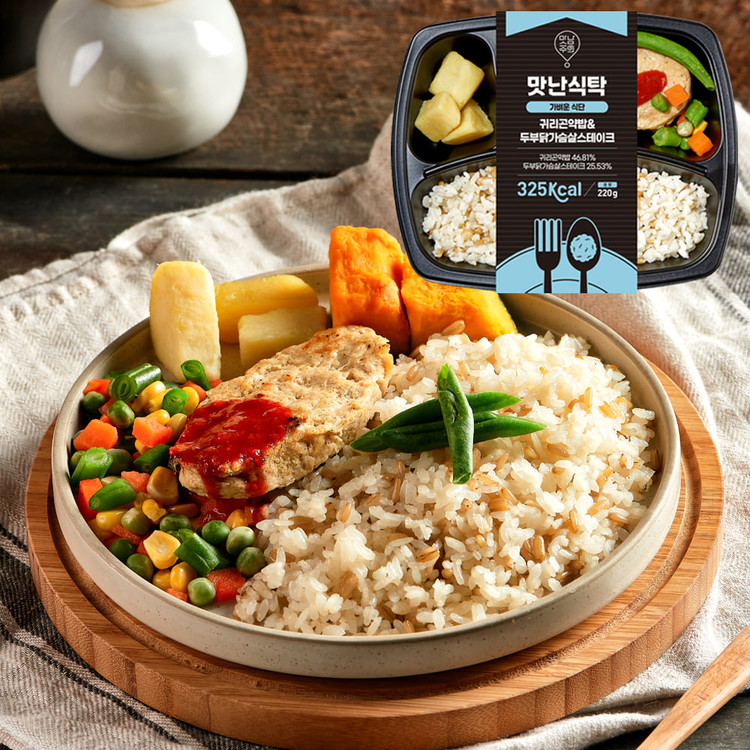 맛난식탁
가벼운 식단
귀리곤약밥&
두부닭가슴살스테이크
귀리곤약밥 46.81%
두부닭가슴살스테이크 25.53%
325Kcal / 220g